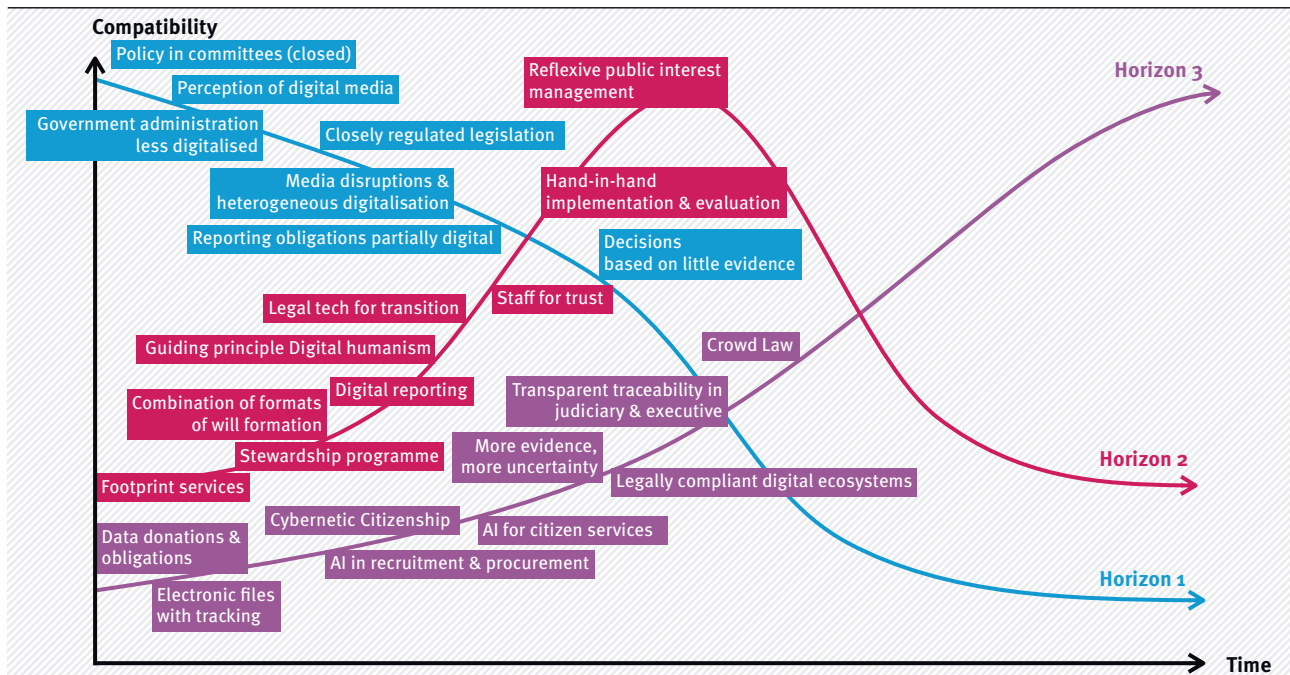 Compatibility
Policy in committees (closed)
Perception of digital media
Government administration
less digitalised
Closely regulated legislation
Media disruptions &
heterogeneous digitalisation
Reporting obligations partially digital
Decisions
based on little evidence
Reflexive public interest
management
Hand-in-hand
implementation & evaluation
Staff for trust
Legal tech for transition
Guiding principle Digital humanism
Digital reporting
Combination of formats
of will formation
Stewardship programme
Footprint services
Crowd Law
Transparent traceability in
judiciary & executive
More evidence,
more uncertainty
Legally compliant digital ecosystems
Cybernetic Citizenship
AI for citizen services
Data donations &
obligations
AI in recruitment & procurement
Electronic files
with tracking
Horizon 3
Horizon 2
Horizon 1
Time